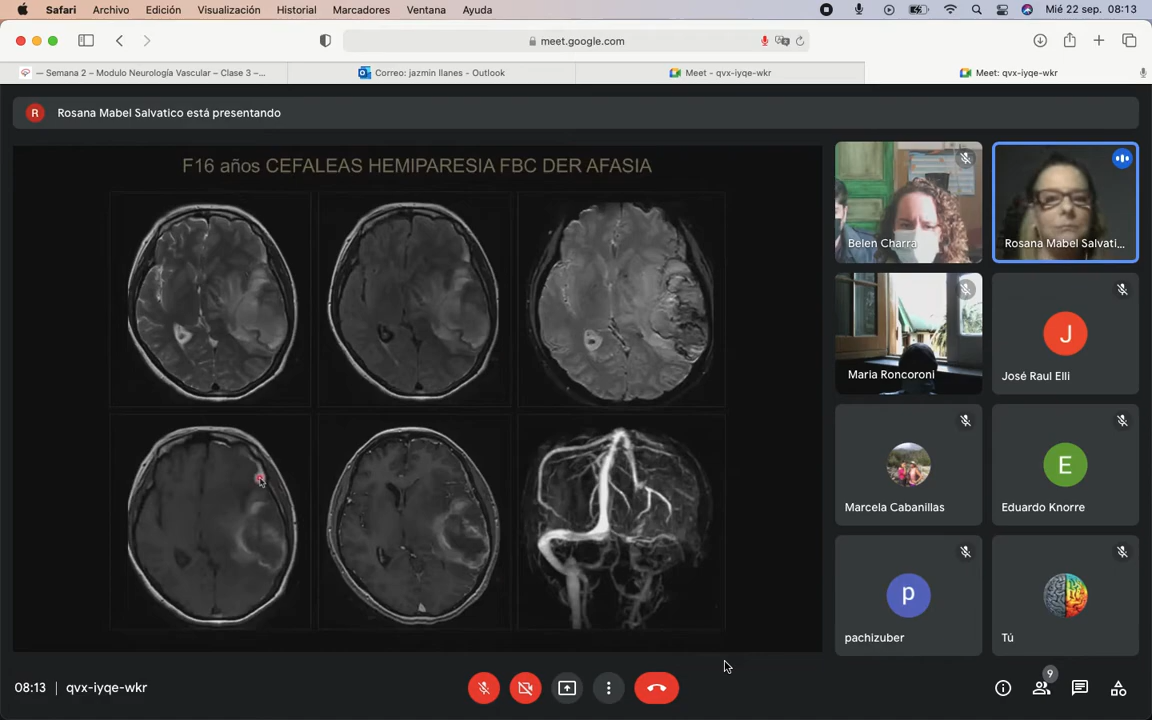 Safari Archivo Edición Visualización Historial Marcadores Ventana Ayuda Mié 22 sep. 08:13
meet.google.com
— Semana 2 – Modulo Neurología Vascular – Clase 3 –... Correo: jazmin llanes - Outlook Meet - qvx-iyqe-wkr Meet: qvx-iyqe-wkr
R Rosana Mabel Salvatico está presentando
F16 años CEFALEAS HEMIPARESIA FBC DER AFASIA
Belen Charra
Rosana Mabel Salvati...
Maria Roncoroni
J
José Raul Elli
Marcela Cabanillas
E
Eduardo Knorre
p
pachizuber
Tú
08:13 | qvx-iyqe-wkr
9